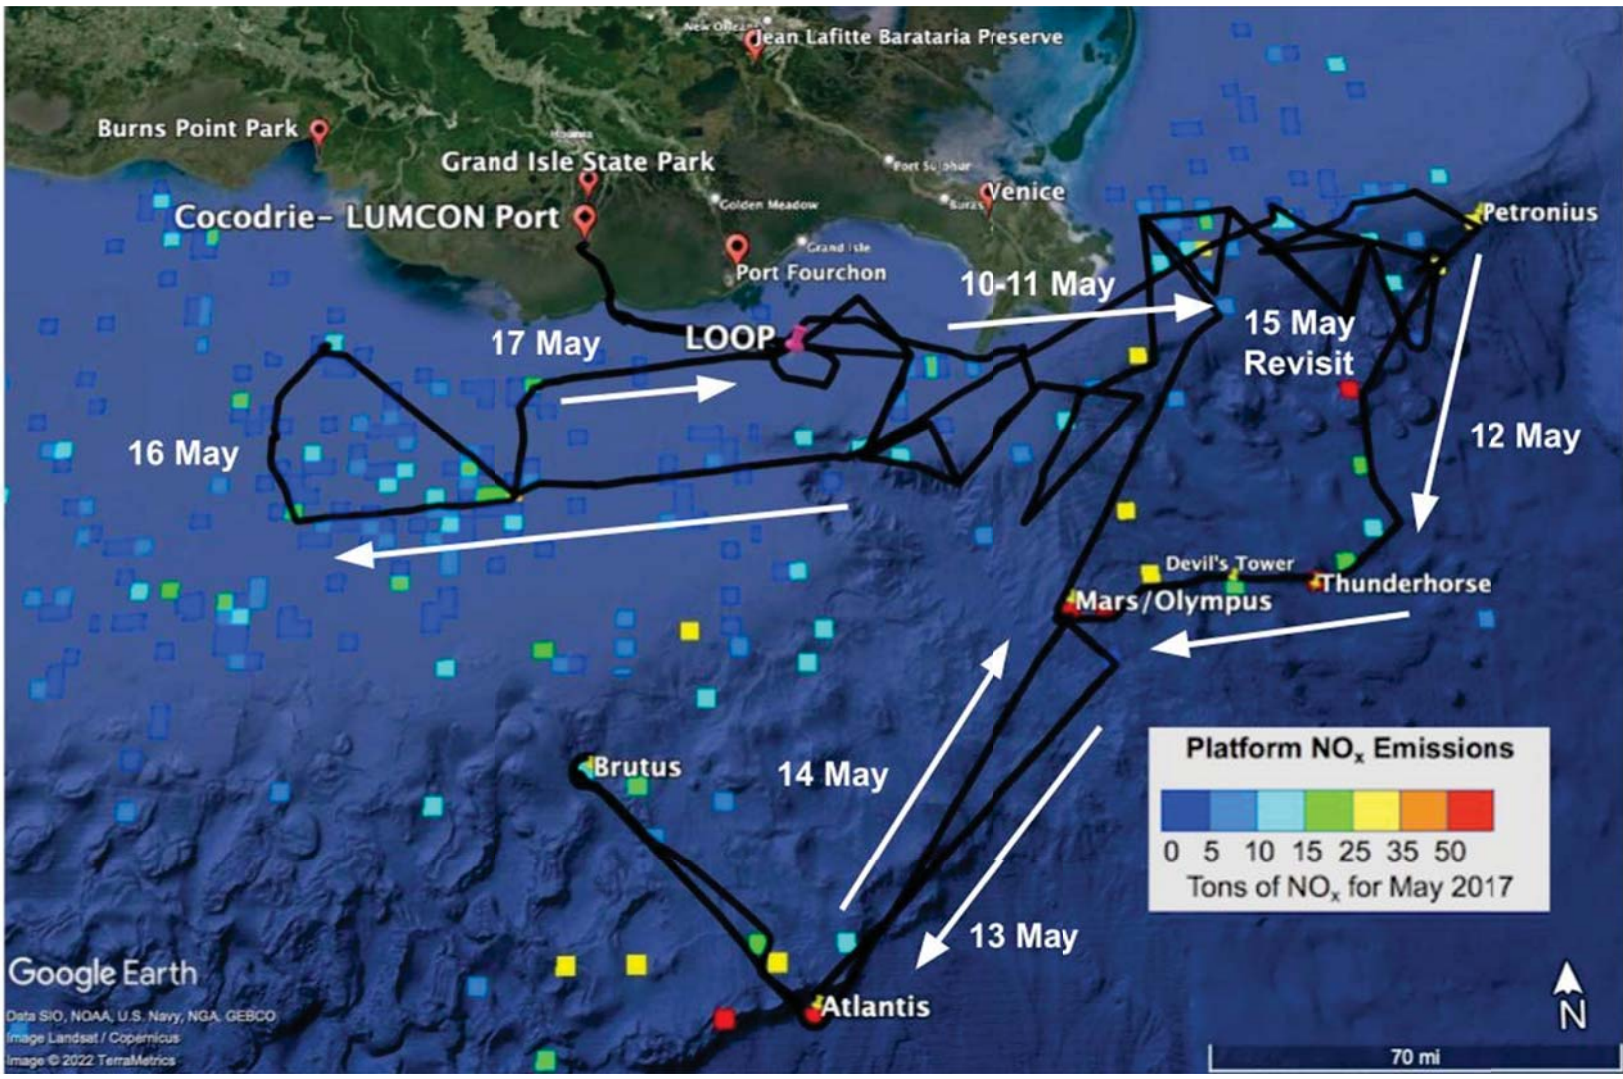 New Orleans
Jean Lafitte Barataria Preserve
Burns Point Park
Houma
Grand Isle State Park
Port Sulphur
Venice
Buras
Golden Meadow
Cocodrie– LUMCON Port
Petronius
Grand Isle
Port Fourchon
10-11 May
LOOP
17 May
15 May
Revisit
12 May
16 May
Devil's Tower
Thunderhorse
Mars/Olympus
Brutus
14 May
13 May
Atlantis
Platform NOx Emissions
0 5 10 15 25 35 50
Tons of NOx for May 2017
Google Earth
Data SIO, NOAA, U.S. Navy, NGA, GEBCO
Image Landsat / Copernicus
Image © 2022 TerraMetrics
N
70 mi